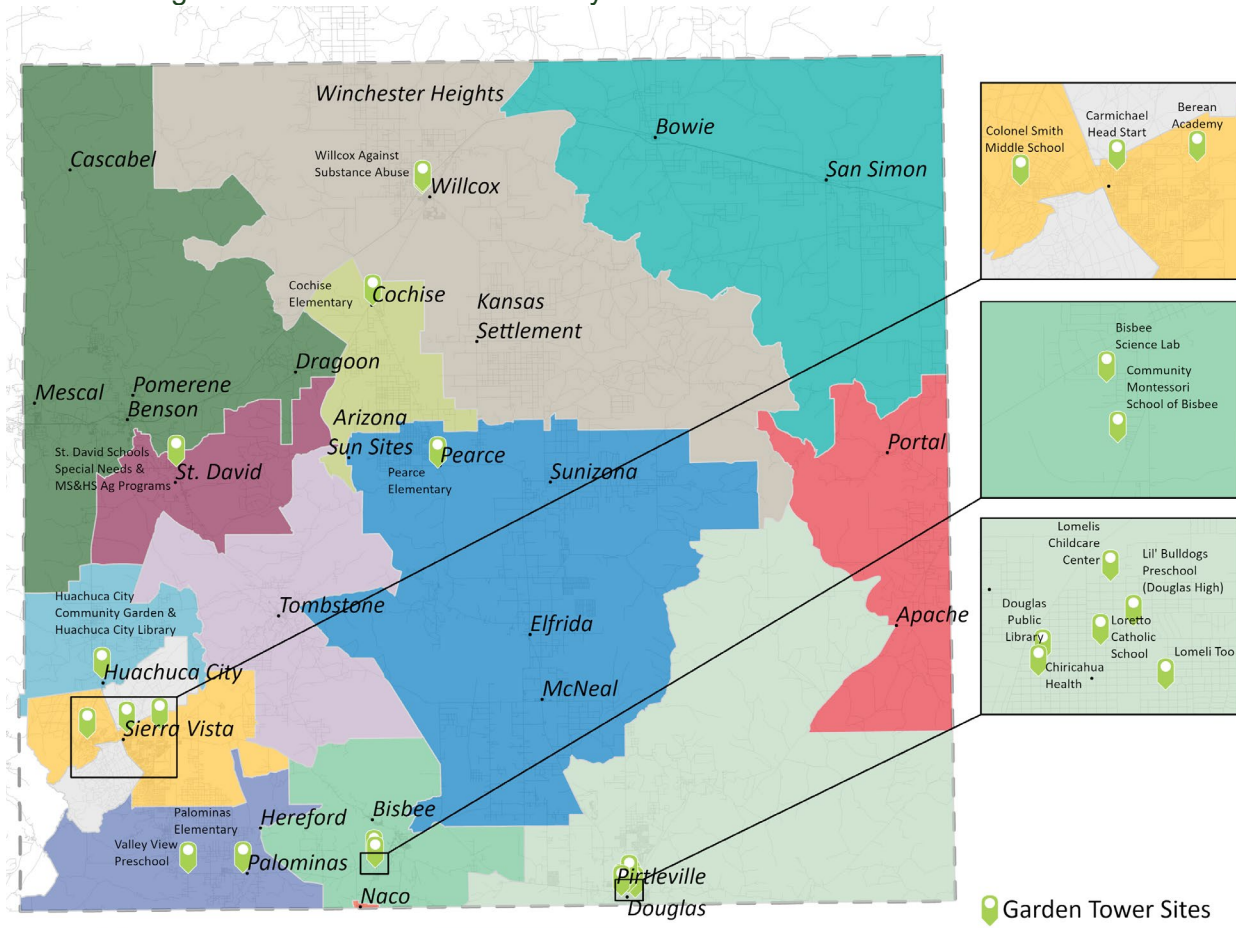 Winchester Heights
Bowie
Cascabel
Willcox Against
Substance Abuse
Willcox
San Simon
Cochise
Elementary
Cochise
Kansas
Settlement
Dragoon
Mescal
Pomerene
Benson
Arizona
Sun Sites
Portal
St. David Schools
Special Needs &
MS&HS Ag Programs
St. David
Pearce
Pearce
Elementary
Sunizona
Huachuca City
Community Garden &
Huachuca City Library
Tombstone
Elfrida
Apache
Huachuca City
McNeal
Sierra Vista
Palominas
Elementary
Hereford
Bisbee
Valley View
Preschool
Palominas
Pirtleville
Naco
Douglas
Colonel Smith
Middle School
Carmichael
Head Start
Berean
Academy
Bisbee
Science Lab
Community
Montessori
School of Bisbee
Lomelis
Childcare
Center
Lil' Bulldogs
Preschool
(Douglas High)
Douglas
Public
Library
Loretto
Catholic
School
Lomeli Too
Chiricahua
Health
Garden Tower Sites